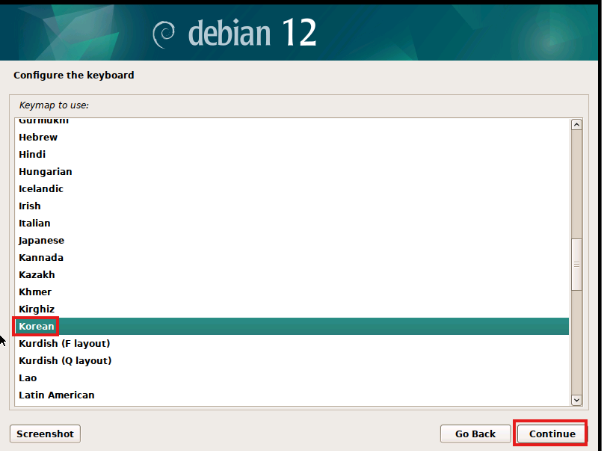 debian 12
Configure the keyboard
Keymap to use:
Gurmukhi
Hebrew
Hindi
Hungarian
Icelandic
Irish
Italian
Japanese
Kannada
Kazakh
Khmer
Kirghiz
Korean
Kurdish (F layout)
Kurdish (Q layout)
Lao
Latin American
Screenshot
Go Back
Continue